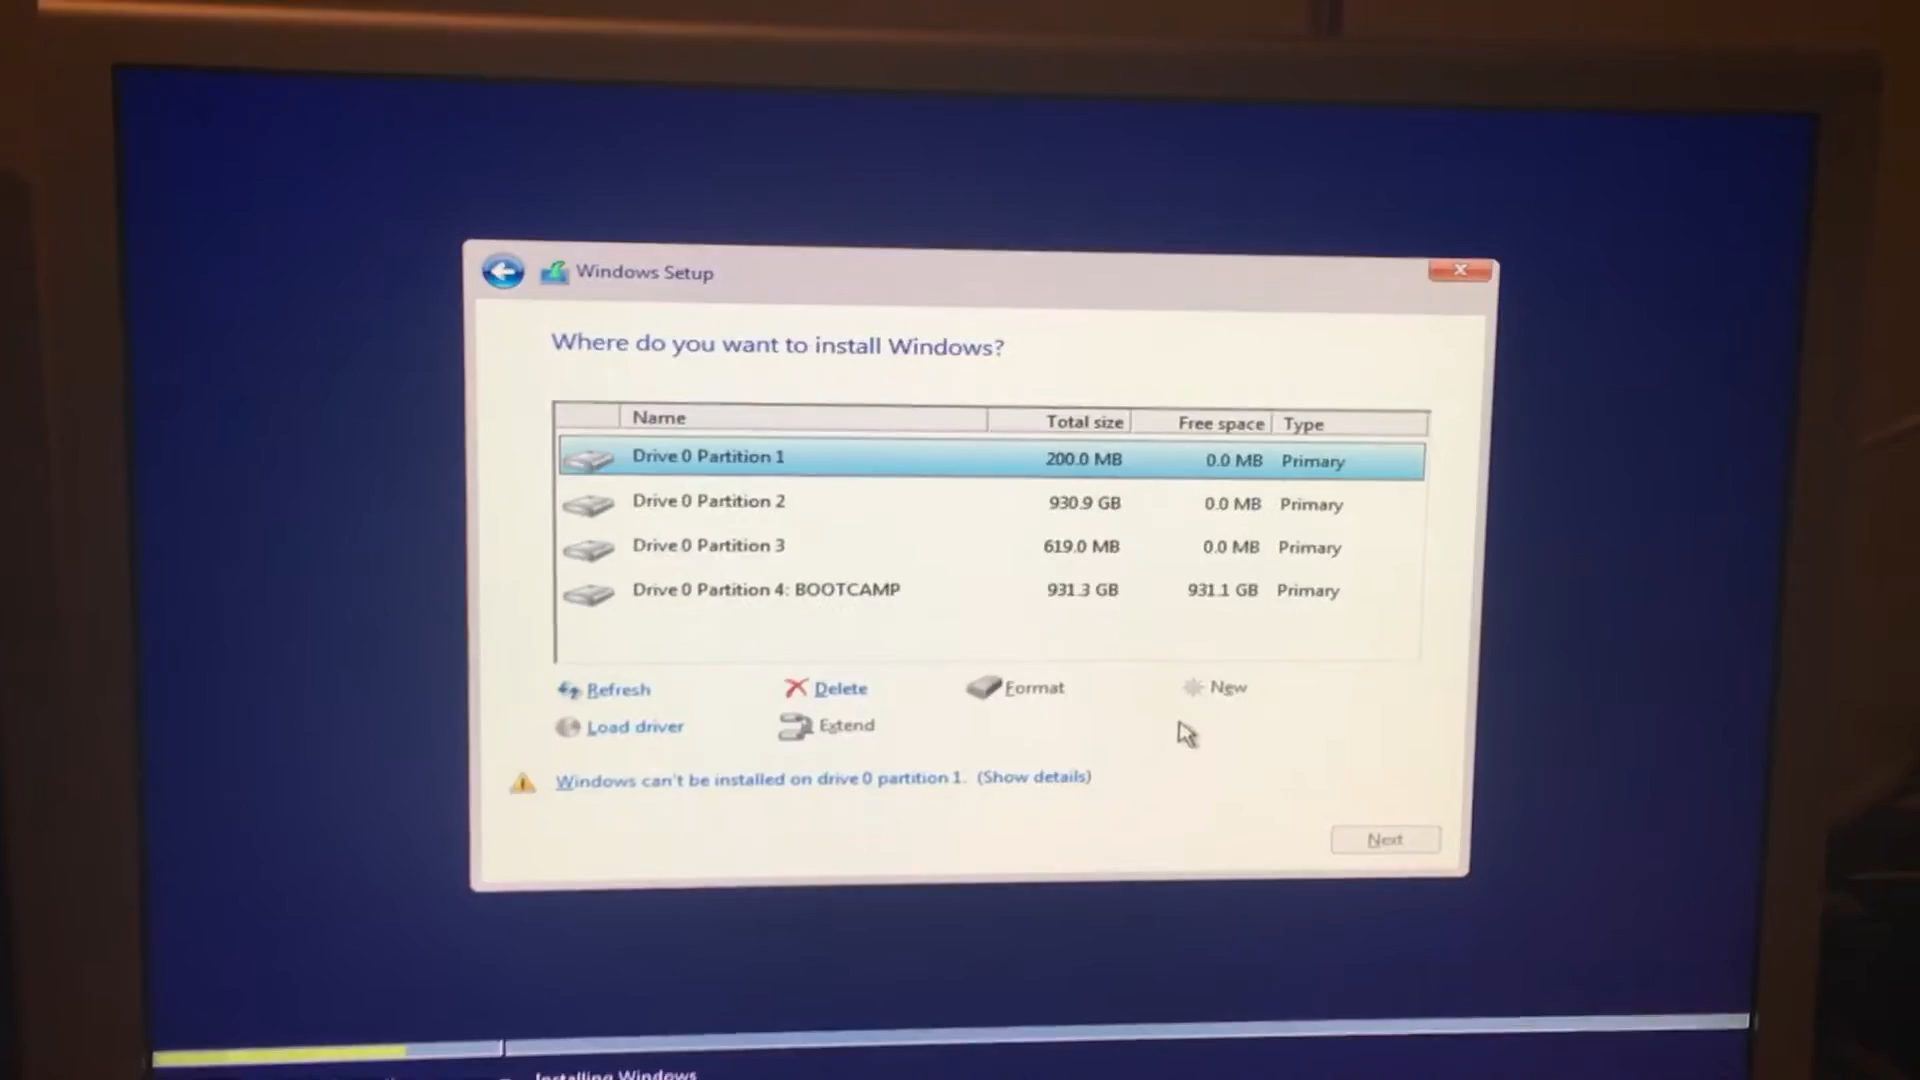 Windows Setup
Where do you want to install Windows?
Name Total size Free space Type
Drive 0 Partition 1 200.0 MB 0.0 MB Primary
Drive 0 Partition 2 930.9 GB 0.0 MB Primary
Drive 0 Partition 3 619.0 MB 0.0 MB Primary
Drive 0 Partition 4: BOOTCAMP 931.3 GB 931.1 GB Primary
Refresh Delete Format New
Load driver Extend
Windows can't be installed on drive 0 partition 1. (Show details)
Next
Installing Windows